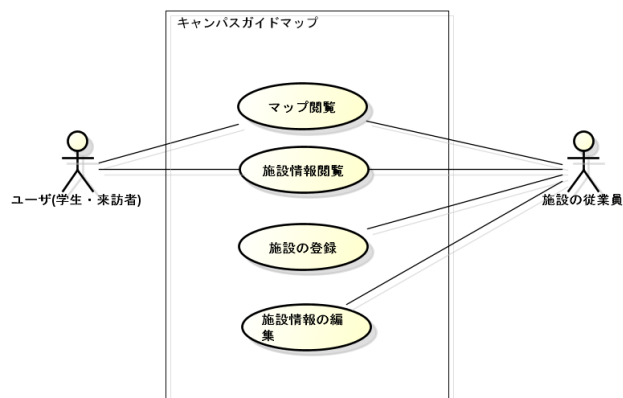 キャンパスガイドマップ
マップ閲覧
施設情報閲覧
ユーザ(学生・来訪者)
施設の従業員
施設の登録
施設情報の編
集